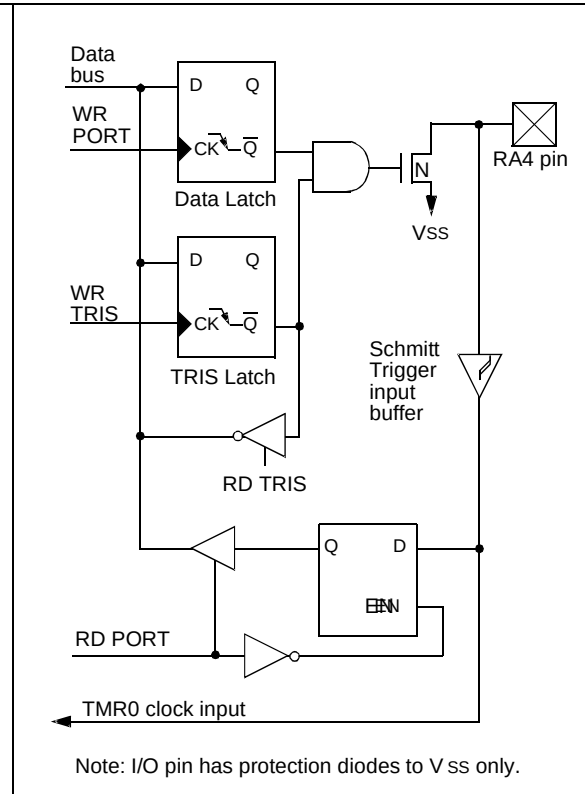 Data
bus
D Q
WR
PORT
CK Q
N
RA4 pin
Data Latch
VSS
D Q
WR
TRIS
CK Q
Schmitt
Trigger
input
buffer
TRIS Latch
RD TRIS
Q D
EN
RD PORT
TMR0 clock input
Note: I/O pin has protection diodes to V SS only.